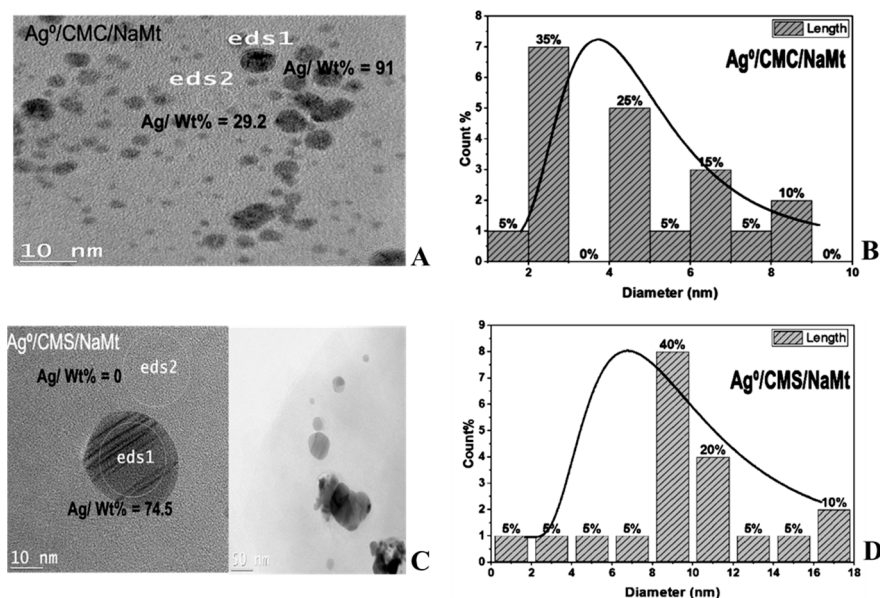 Ag⁰/CMC/NaMt
eds1
Ag/ Wt% = 91
eds2
Ag/ Wt% = 29.2
10 nm
A
Length
Ag⁰/CMC/NaMt
Count %
8
7
6
5
4
3
2
1
0
5%
35%
0%
25%
5%
15%
5%
10%
0%
2 4 6 8 10
Diameter (nm)
B
Ag⁰/CMS/NaMt
eds2
Ag/ Wt% = 0
eds1
Ag/ Wt% = 74.5
10 nm
50 nm
C
Length
Ag⁰/CMS/NaMt
Count%
9
8
7
6
5
4
3
2
1
0
5% 5% 5% 5% 40% 20% 5% 5% 10%
0 2 4 6 8 10 12 14 16 18
Diameter (nm)
D